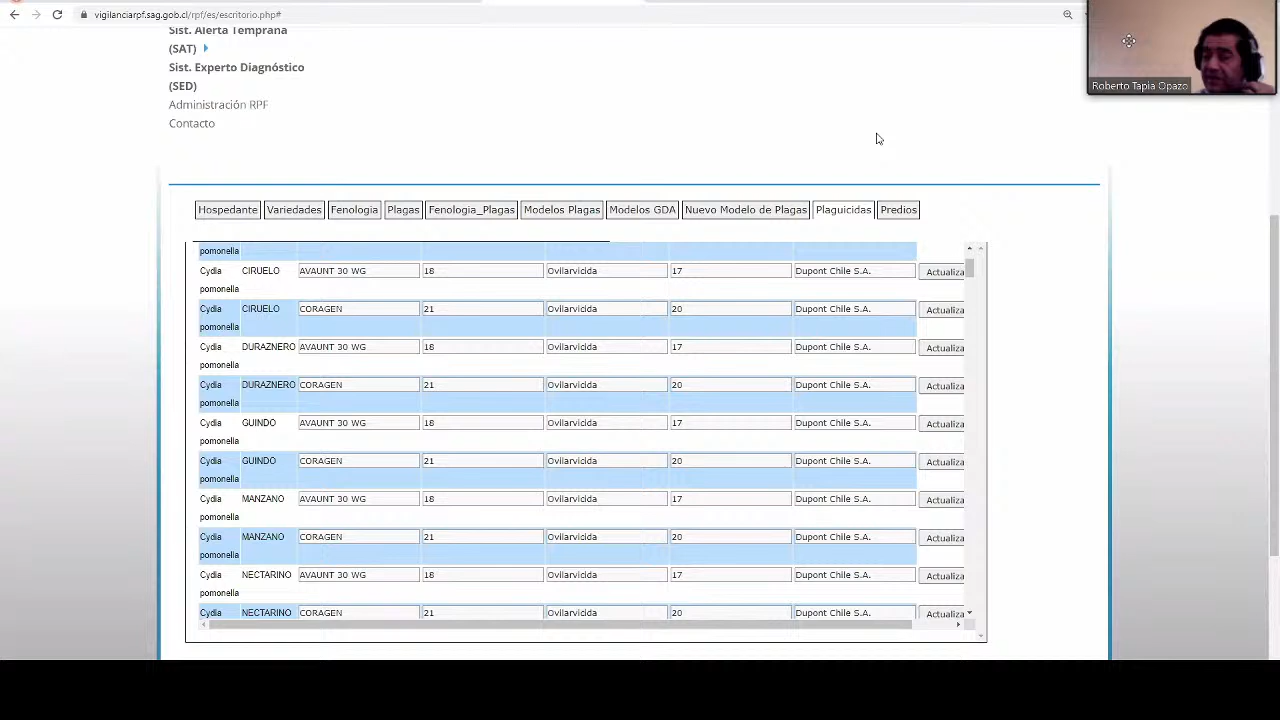 vigilanciarpf.sag.gob.cl/rpf/es/escritorio.php#
Roberto Tapia Opazo
Sist. Alerta Temprana
(SAT)
Sist. Experto Diagnóstico
(SED)
Administración RPF
Contacto
Hospedante Variedades Fenologia Plagas Fenologia_Plagas Modelos Plagas Modelos GDA Nuevo Modelo de Plagas Plaguicidas Predios
pomonella
Cydia CIRUELO AVAUNT 30 WG 18 Ovilarvicida 17 Dupont Chile S.A. Actualiza
pomonella
Cydia CIRUELO CORAGEN 21 Ovilarvicida 20 Dupont Chile S.A. Actualiza
pomonella
Cydia DURAZNERO AVAUNT 30 WG 18 Ovilarvicida 17 Dupont Chile S.A. Actualiza
pomonella
Cydia DURAZNERO CORAGEN 21 Ovilarvicida 20 Dupont Chile S.A. Actualiza
pomonella
Cydia GUINDO AVAUNT 30 WG 18 Ovilarvicida 17 Dupont Chile S.A. Actualiza
pomonella
Cydia GUINDO CORAGEN 21 Ovilarvicida 20 Dupont Chile S.A. Actualiza
pomonella
Cydia MANZANO AVAUNT 30 WG 18 Ovilarvicida 17 Dupont Chile S.A. Actualiza
pomonella
Cydia MANZANO CORAGEN 21 Ovilarvicida 20 Dupont Chile S.A. Actualiza
pomonella
Cydia NECTARINO AVAUNT 30 WG 18 Ovilarvicida 17 Dupont Chile S.A. Actualiza
pomonella
Cydia NECTARINO CORAGEN 21 Ovilarvicida 20 Dupont Chile S.A. Actualiza